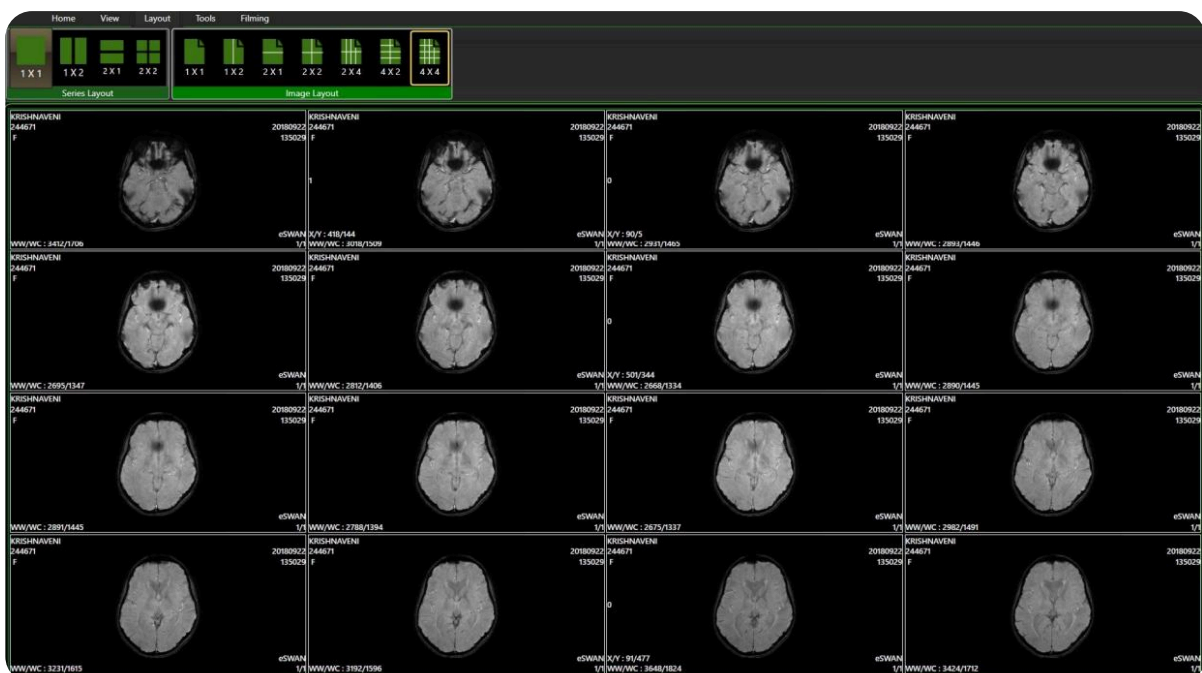 Home View Layout Tools Filming
1 X 1 1 X 2 2 X 1 2 X 2 1 X 1 1 X 2 2 X 1 2 X 2 2 X 4 4 X 2 4 X 4
Series Layout Image Layout
KRISHNAVENI KRISHNAVENI KRISHNAVENI KRISHNAVENI
244671 20180922 244671 20180922 244671 20180922 244671 20180922
F 135029 F 135029 F 135029 F 135029
1 0
eSWAN X/Y : 418/144 eSWAN X/Y : 90/5 eSWAN eSWAN
WW/WC : 3412/1706 1/1 WW/WC : 3018/1509 1/1 WW/WC : 2931/1465 1/1 WW/WC : 2893/1446 1/1
KRISHNAVENI KRISHNAVENI KRISHNAVENI KRISHNAVENI
244671 20180922 244671 20180922 244671 20180922 244671 20180922
F 135029 F 135029 F 135029 F 135029
0
eSWAN eSWAN X/Y : 501/344 eSWAN eSWAN
WW/WC : 2695/1347 1/1 WW/WC : 2812/1406 1/1 WW/WC : 2668/1334 1/1 WW/WC : 2890/1445 1/1
KRISHNAVENI KRISHNAVENI KRISHNAVENI KRISHNAVENI
244671 20180922 244671 20180922 244671 20180922 244671 20180922
F 135029 F 135029 F 135029 F 135029
eSWAN eSWAN eSWAN eSWAN
WW/WC : 2891/1445 1/1 WW/WC : 2788/1394 1/1 WW/WC : 2675/1337 1/1 WW/WC : 2982/1491 1/1
KRISHNAVENI KRISHNAVENI KRISHNAVENI KRISHNAVENI
244671 20180922 244671 20180922 244671 20180922 244671 20180922
F 135029 F 135029 F 135029 F 135029
0
eSWAN eSWAN X/Y : 91/477 eSWAN eSWAN
WW/WC : 3231/1615 1/1 WW/WC : 3192/1596 1/1 WW/WC : 3648/1824 1/1 WW/WC : 3424/1712 1/1